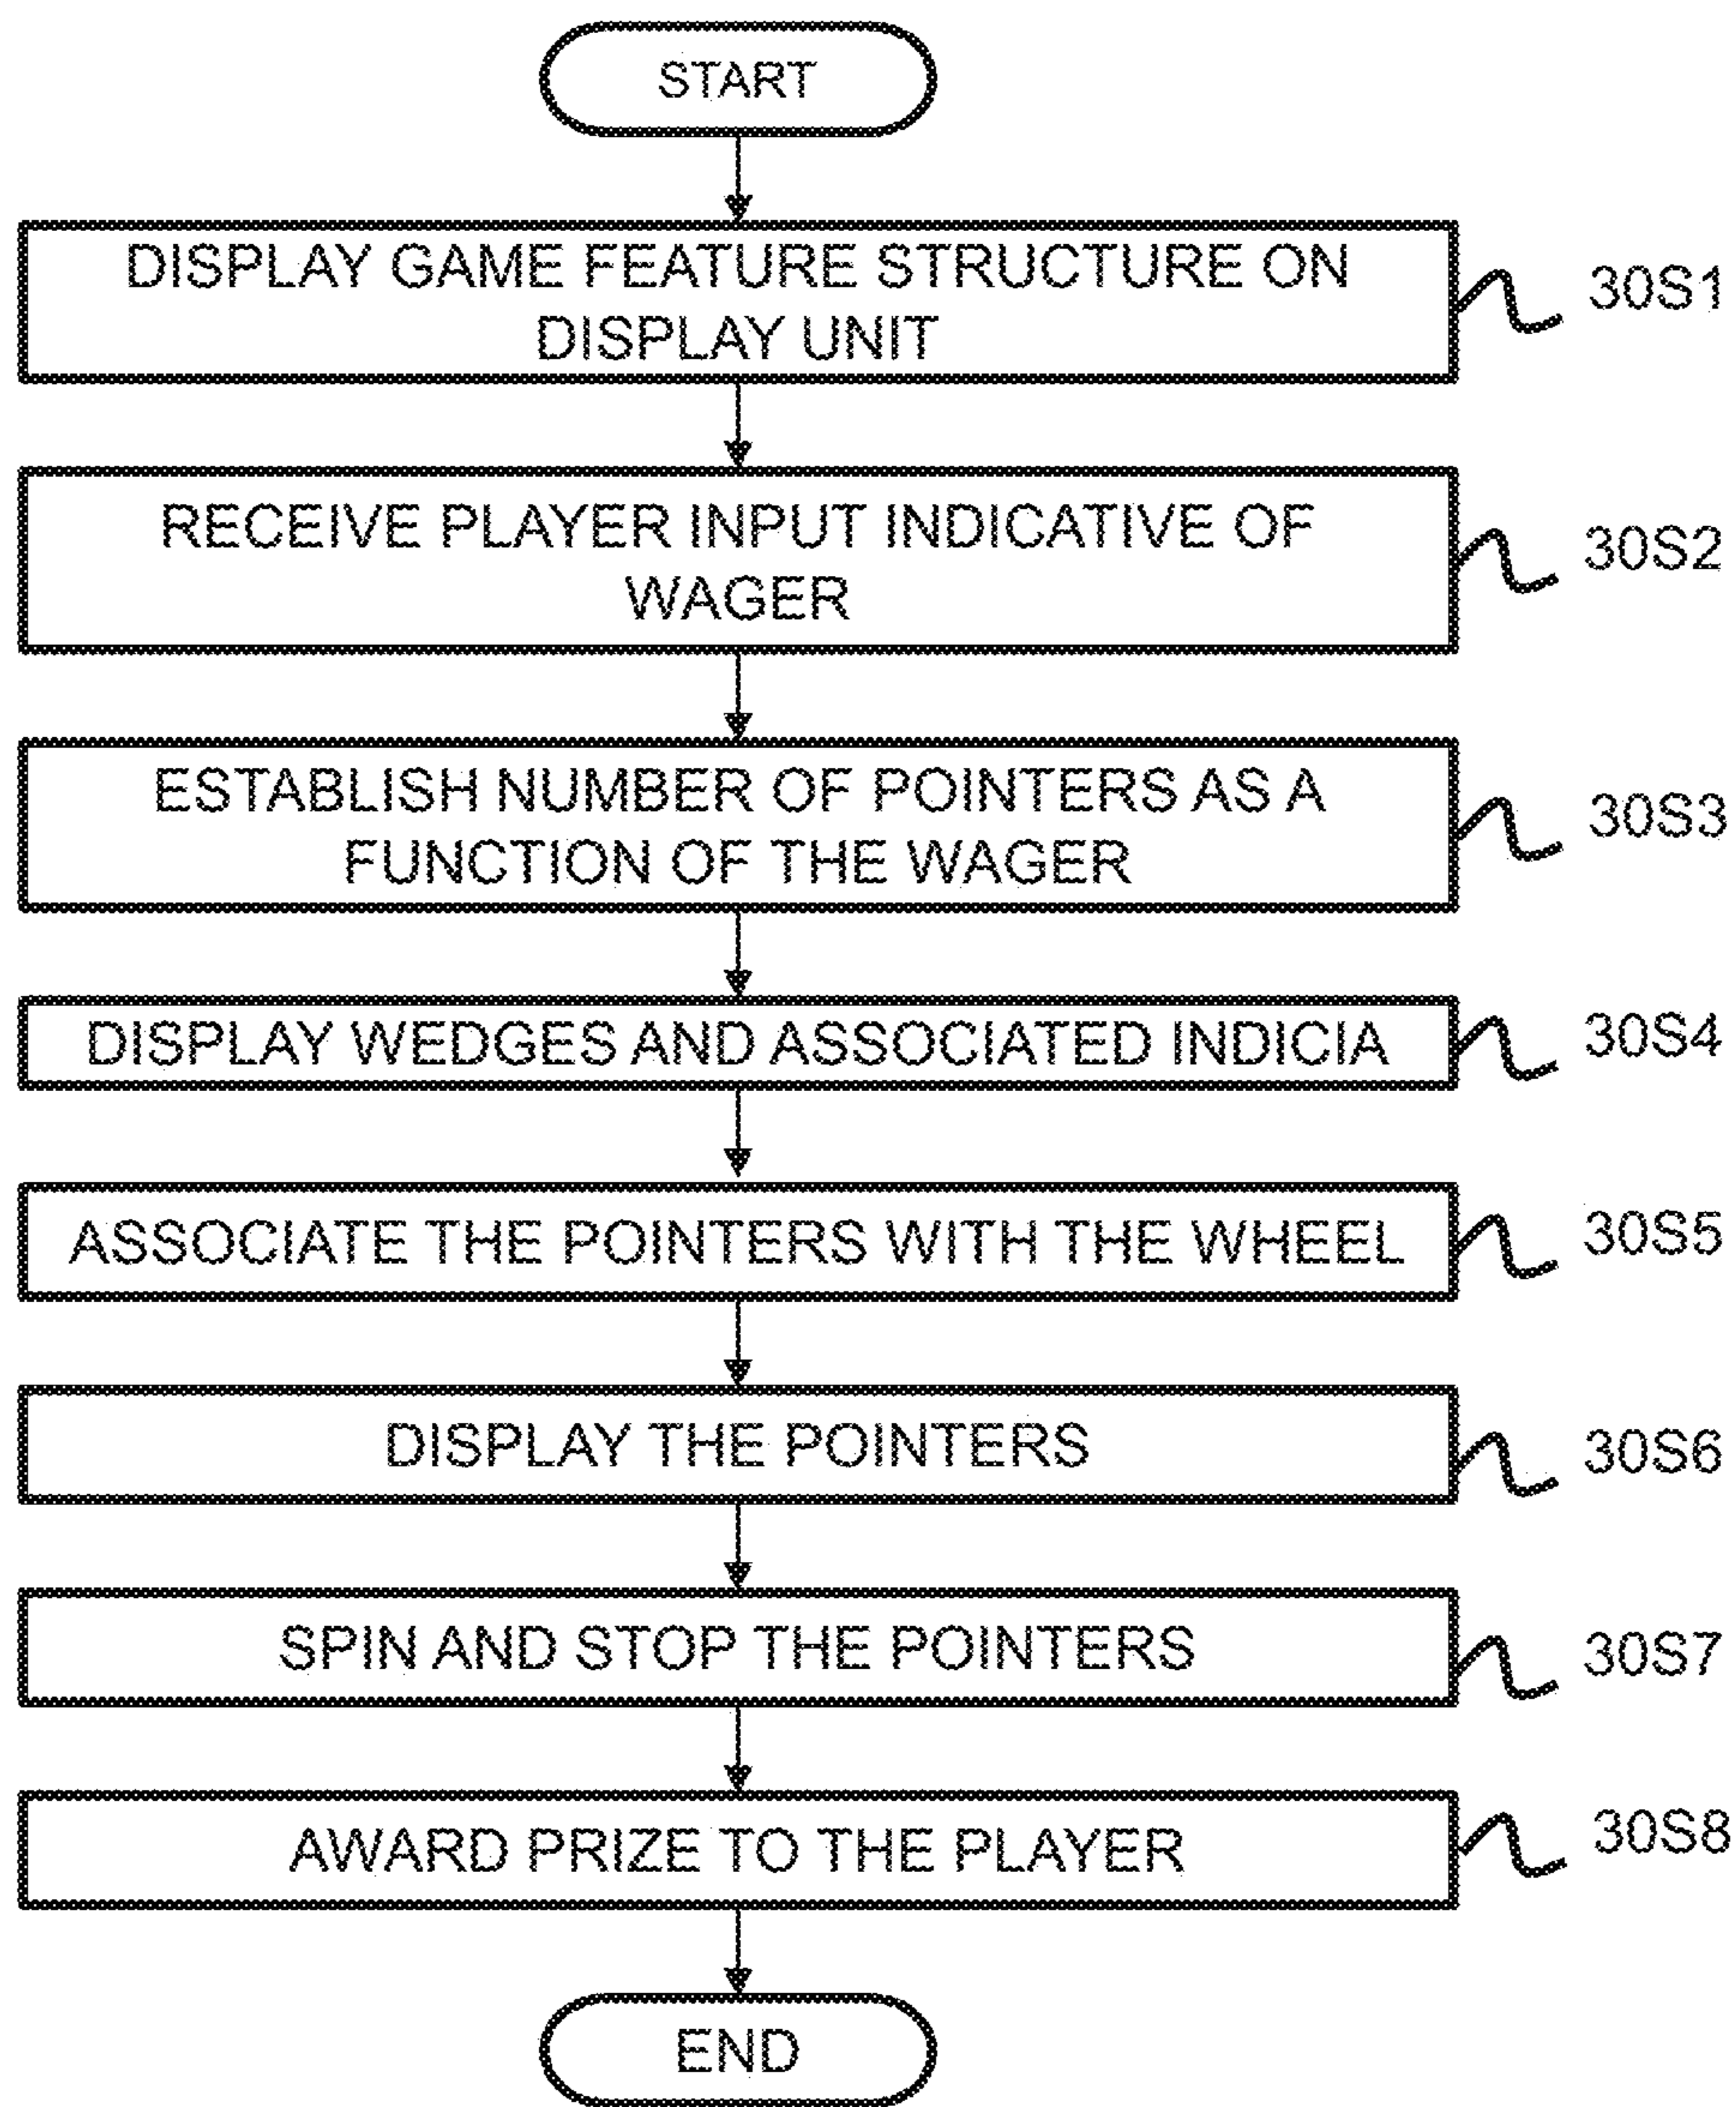 START
DISPLAY GAME FEATURE STRUCTURE ON
DISPLAY UNIT
30S1
RECEIVE PLAYER INPUT INDICATIVE OF
WAGER
30S2
ESTABLISH NUMBER OF POINTERS AS A
FUNCTION OF THE WAGER
30S3
DISPLAY WEDGES AND ASSOCIATED INDICIA
30S4
ASSOCIATE THE POINTERS WITH THE WHEEL
30S5
DISPLAY THE POINTERS
30S6
SPIN AND STOP THE POINTERS
30S7
AWARD PRIZE TO THE PLAYER
30S8
END